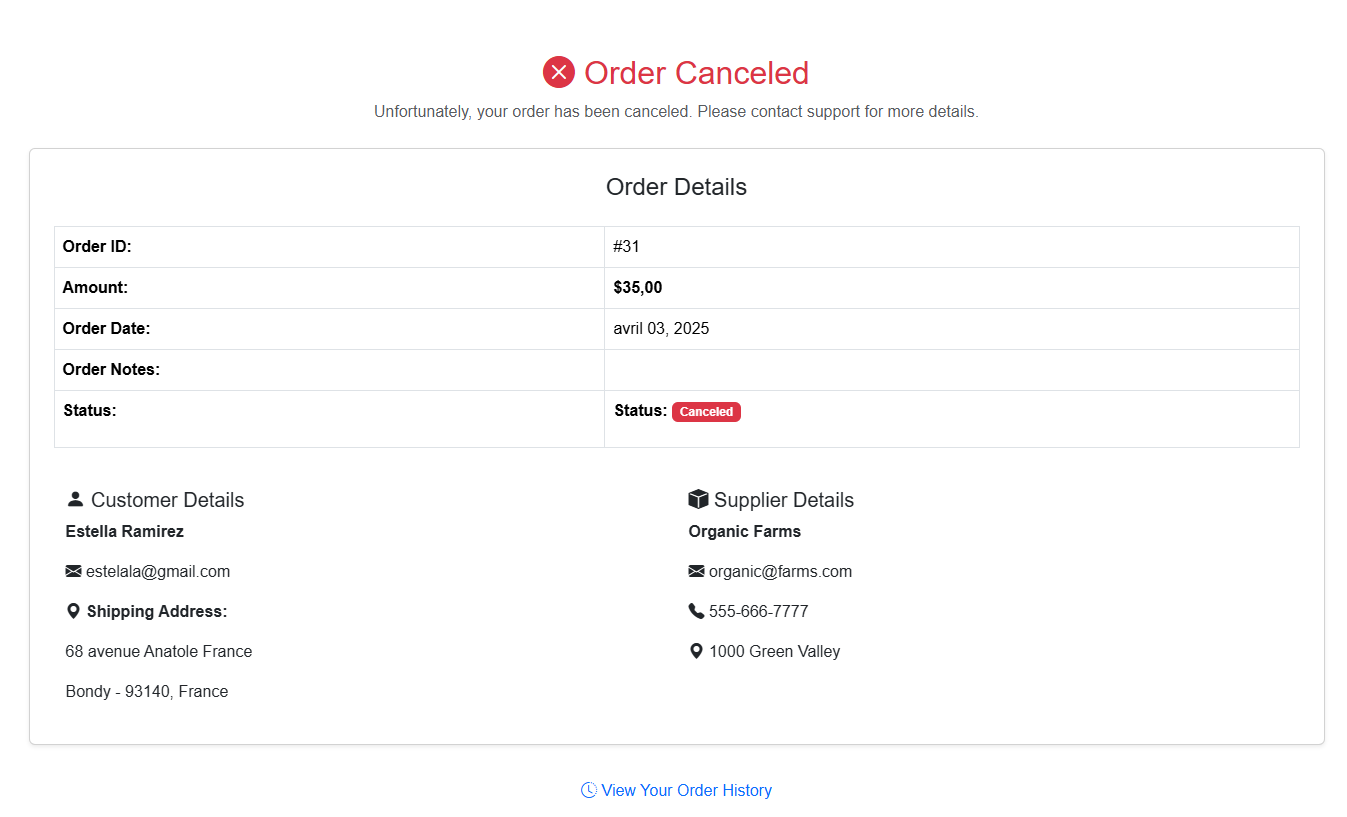 Order Canceled
Unfortunately, your order has been canceled. Please contact support for more details.
Order Details
Order ID: #31
Amount: $35,00
Order Date: avril 03, 2025
Order Notes:
Status: Status: Canceled
Customer Details
Estella Ramirez
estelala@gmail.com
Shipping Address:
68 avenue Anatole France
Bondy - 93140, France
Supplier Details
Organic Farms
organic@farms.com
555-666-7777
1000 Green Valley
View Your Order History